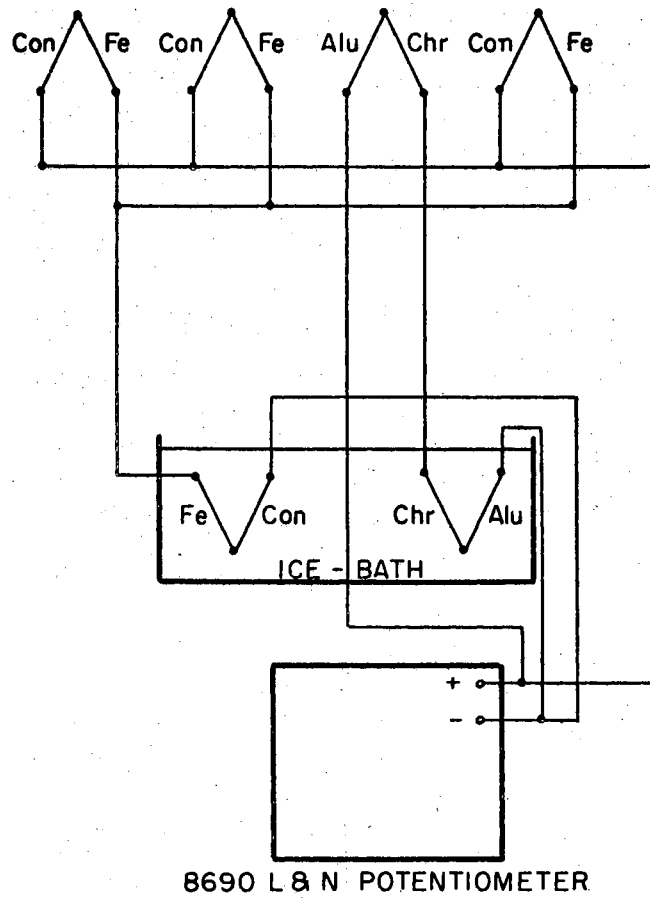 Con Fe Con Fe Alu Chr Con Fe
Fe Con Chr Alu
ICE - BATH
+
-
8690 L & N POTENTIOMETER